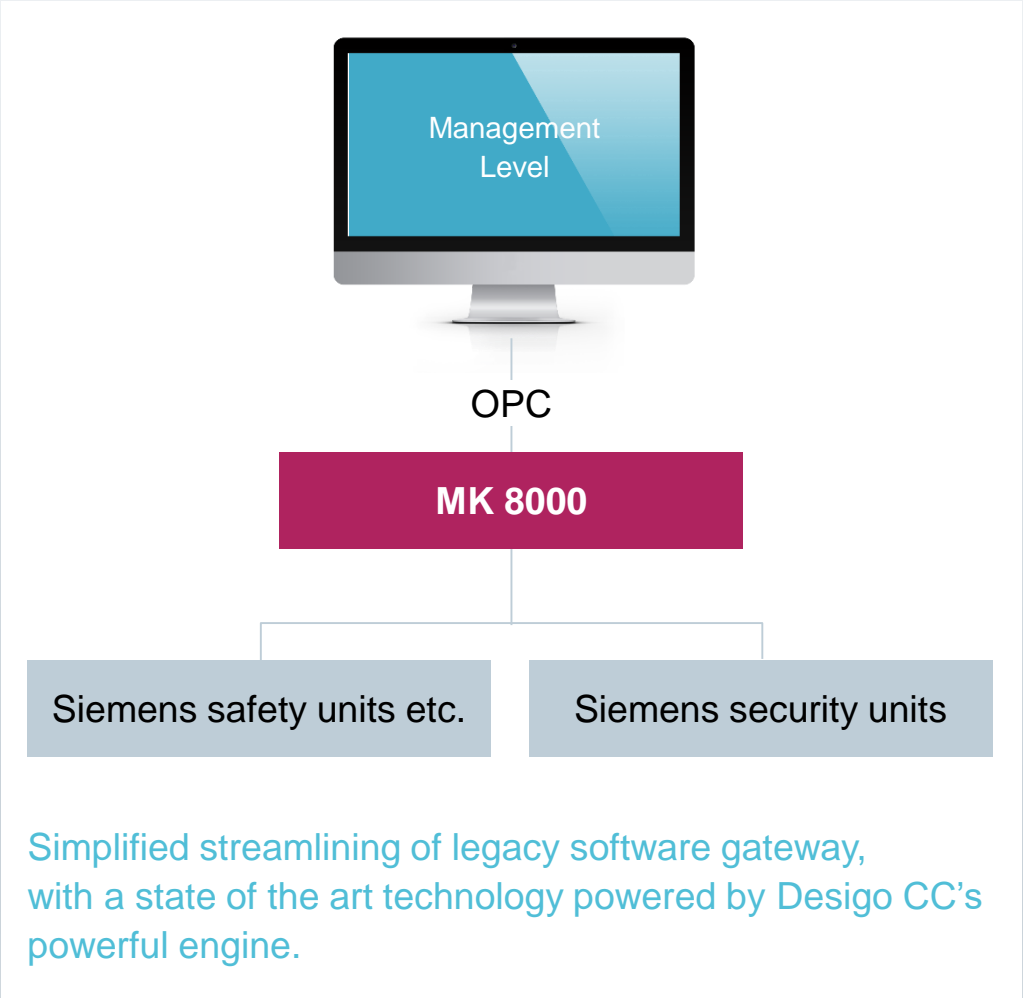 Management
Level
OPC
MK 8000
Siemens safety units etc.
Siemens security units
Simplified streamlining of legacy software gateway,
with a state of the art technology powered by Desigo CC’s
powerful engine.